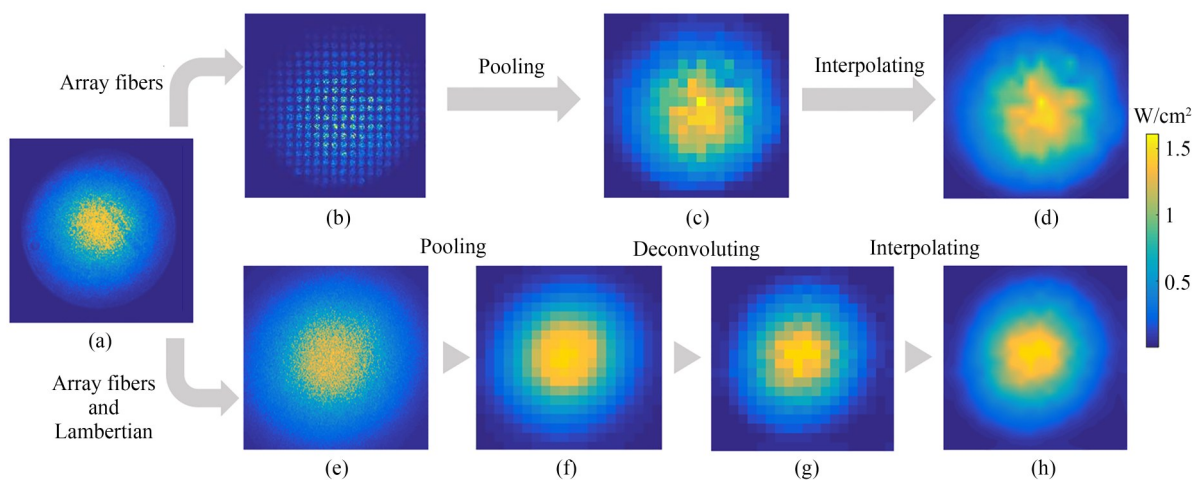 Array fibers
Pooling
Interpolating
W/cm²
1.5
1
0.5
(b)
(c)
(d)
(a)
Pooling
Deconvoluting
Interpolating
Array fibers
and
Lambertian
(e)
(f)
(g)
(h)